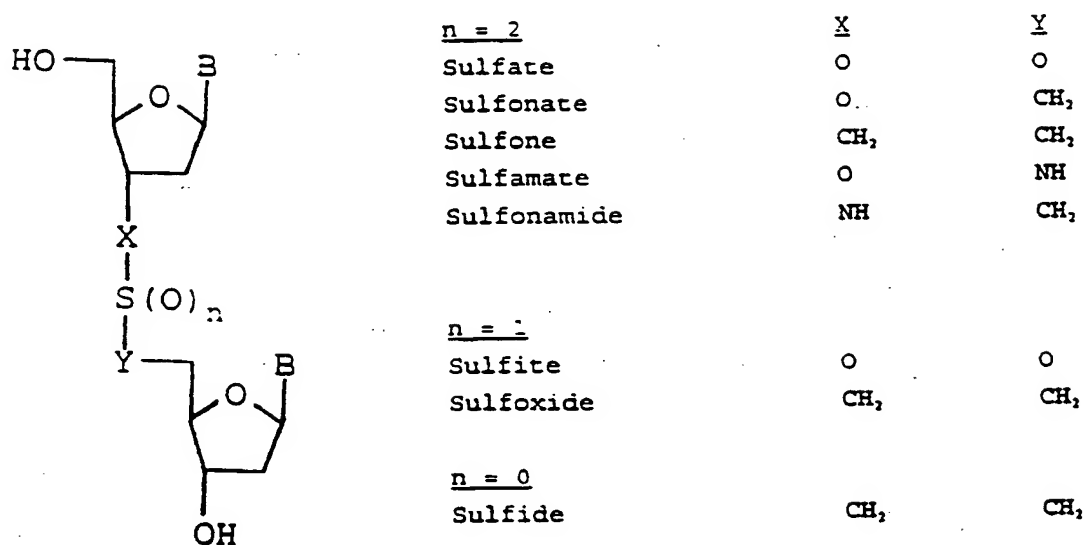 n = 2 X Y
Sulfate O O
Sulfonate O. CH₂
Sulfone CH₂ CH₂
Sulfamate O NH
Sulfonamide NH CH₂
n = 1
Sulfite O O
Sulfoxide CH₂ CH₂
n = 0
Sulfide CH₂ CH₂
HO B
O
X
S(O)n
Y B
O
OH